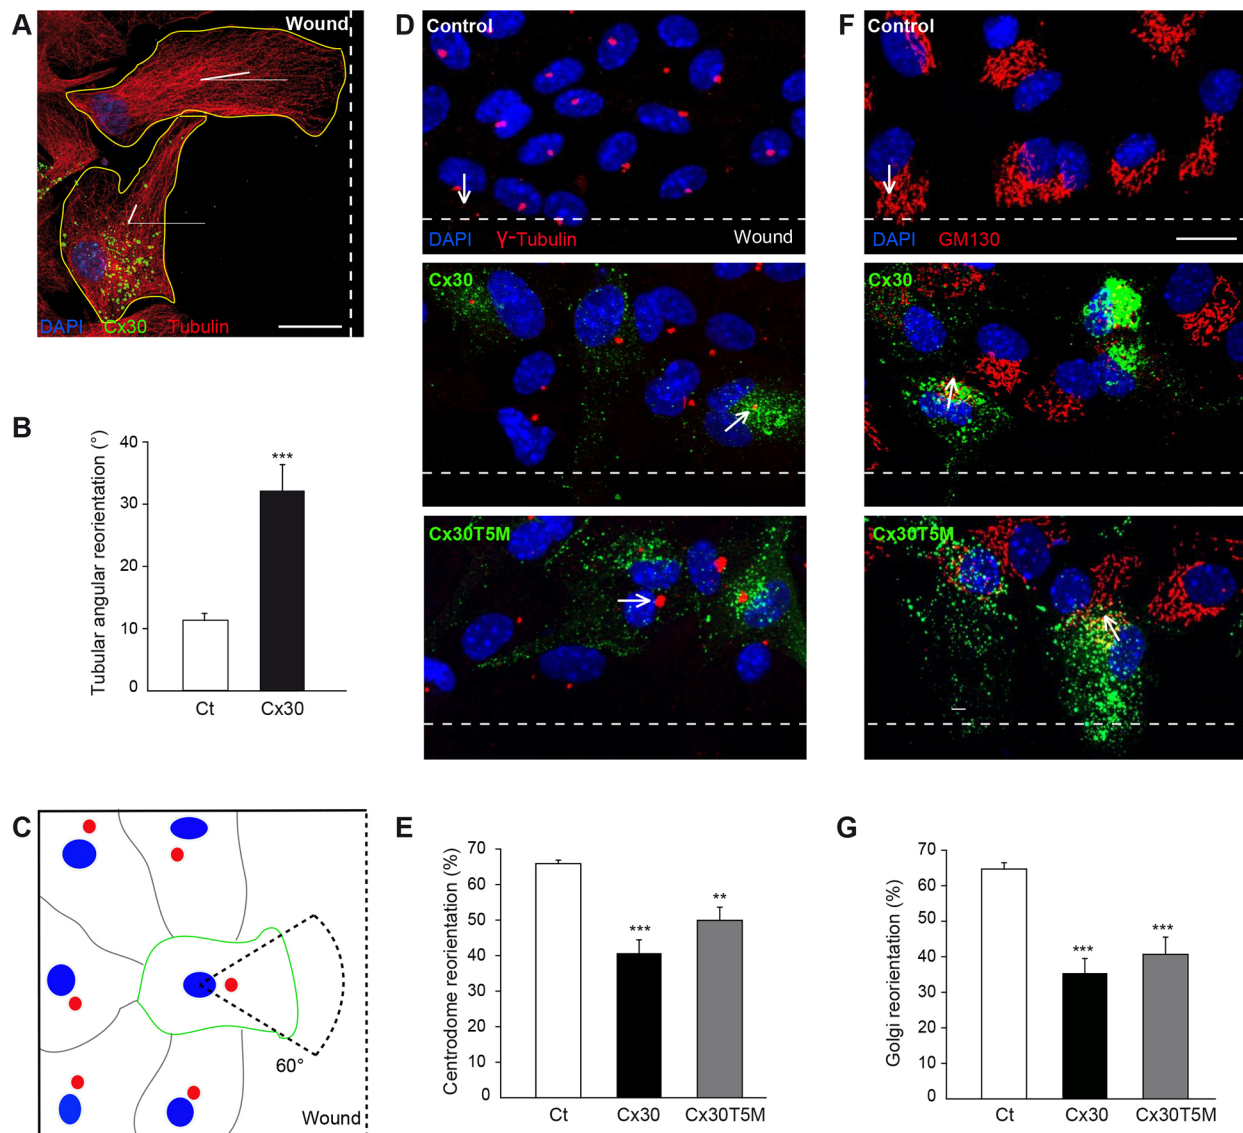 A
Wound
DAPI Cx30 Tubulin
B
Tubular angular reorientation (°)
40
30
20
10
0
***
Ct
Cx30
C
60°
Wound
D
Control
DAPI γ-Tubulin Wound
Cx30
Cx30T5M
E
Centrodome reorientation (%)
70
60
50
40
30
20
10
0
***
**
Ct
Cx30
Cx30T5M
F
Control
DAPI GM130
Cx30
Cx30T5M
G
Golgi reorientation (%)
70
60
50
40
30
20
10
0
***
***
Ct
Cx30
Cx30T5M